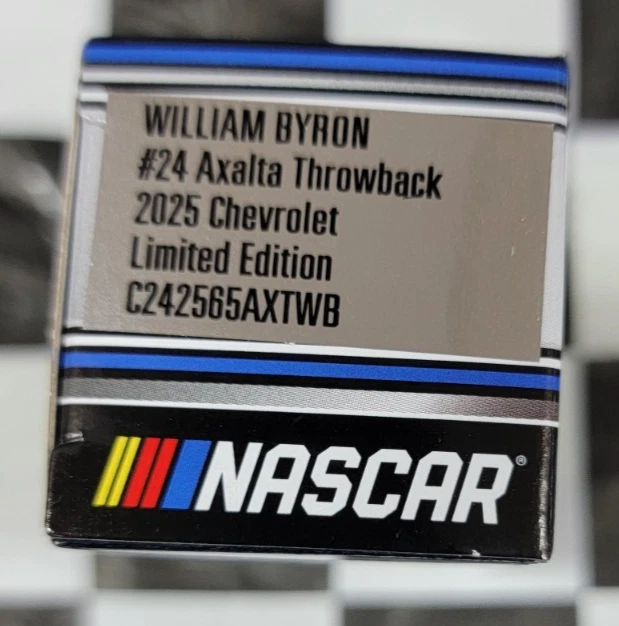 WILLIAM BYRON
#24 Axalta Throwback
2025 Chevrolet
Limited Edition
C242565AXTWB
NASCAR®